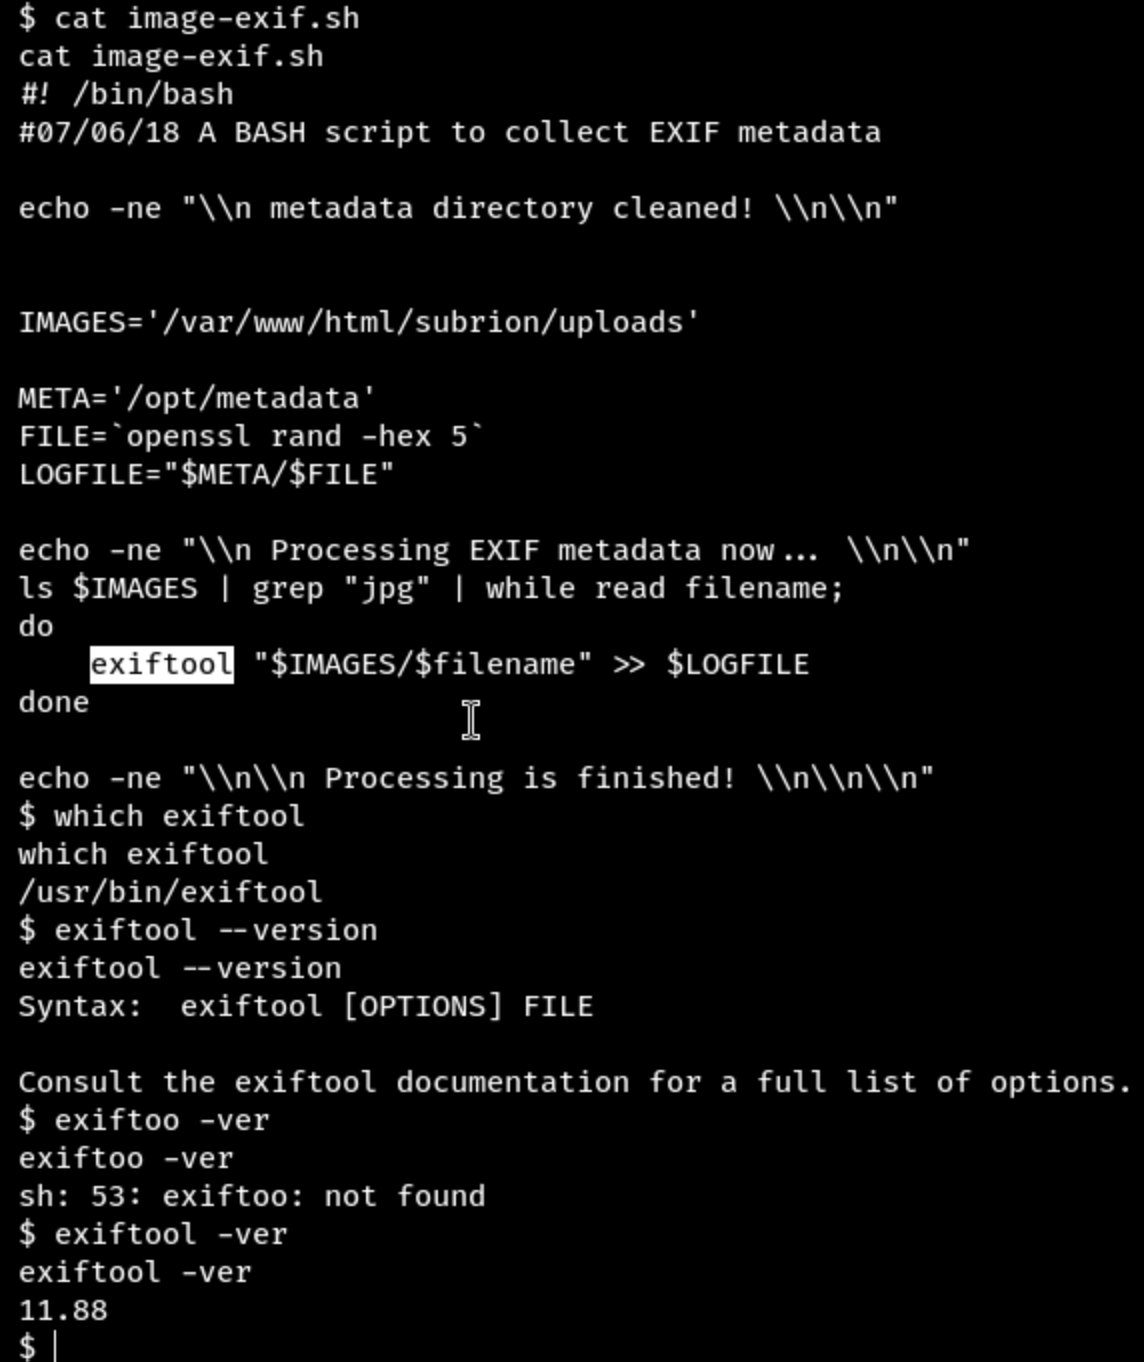 $ cat image-exif.sh
cat image-exif.sh
#! /bin/bash
#07/06/18 A BASH script to collect EXIF metadata
echo -ne "\\n metadata directory cleaned! \\n\\n"
IMAGES='/var/www/html/subrion/uploads'
META='/opt/metadata'
FILE=`openssl rand -hex 5`
LOGFILE="$META/$FILE"
echo -ne "\\n Processing EXIF metadata now... \\n\\n"
ls $IMAGES | grep "jpg" | while read filename;
do
    exiftool "$IMAGES/$filename" >> $LOGFILE
done
echo -ne "\\n\\n Processing is finished! \\n\\n\\n"
$ which exiftool
which exiftool
/usr/bin/exiftool
$ exiftool --version
exiftool --version
Syntax:  exiftool [OPTIONS] FILE
Consult the exiftool documentation for a full list of options.
$ exiftoo -ver
exiftoo -ver
sh: 53: exiftoo: not found
$ exiftool -ver
exiftool -ver
11.88
$